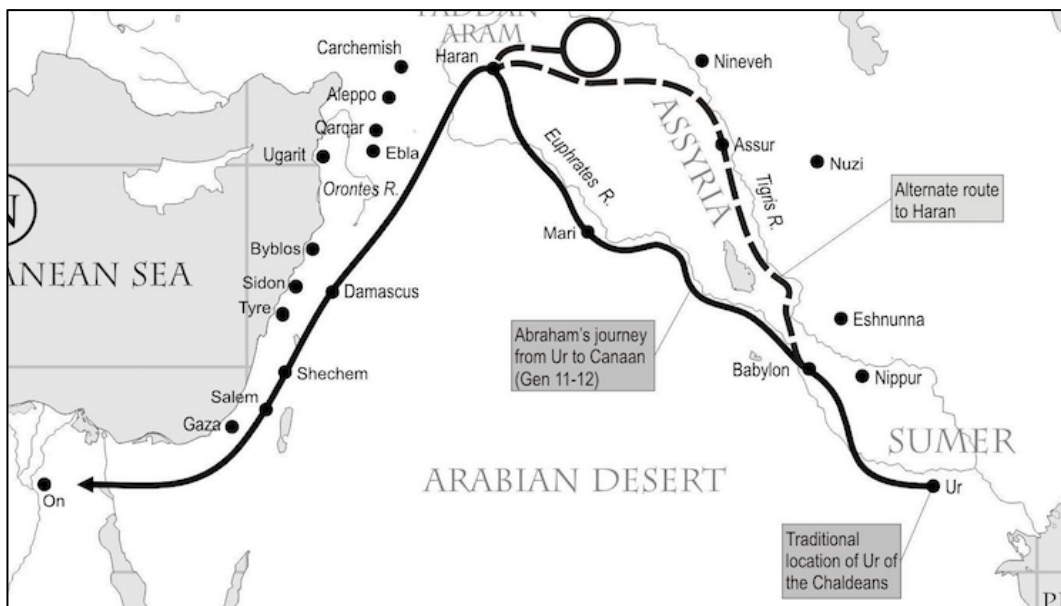 PADDAN
ARAM
Carchemish
Haran
Nineveh
Aleppo
Qarqar
Ebla
Ugarit
Orontes R.
Euphrates R.
ASSYRIA
Assur
Tigris R.
Nuzi
Alternate route
to Haran
N
Mari
Byblos
ANEAN SEA
Sidon
Damascus
Tyre
Eshnunna
Abraham's journey
from Ur to Canaan
(Gen 11-12)
Babylon
Nippur
Shechem
Salem
Gaza
SUMER
ARABIAN DESERT
On
Ur
Traditional
location of Ur of
the Chaldeans
P